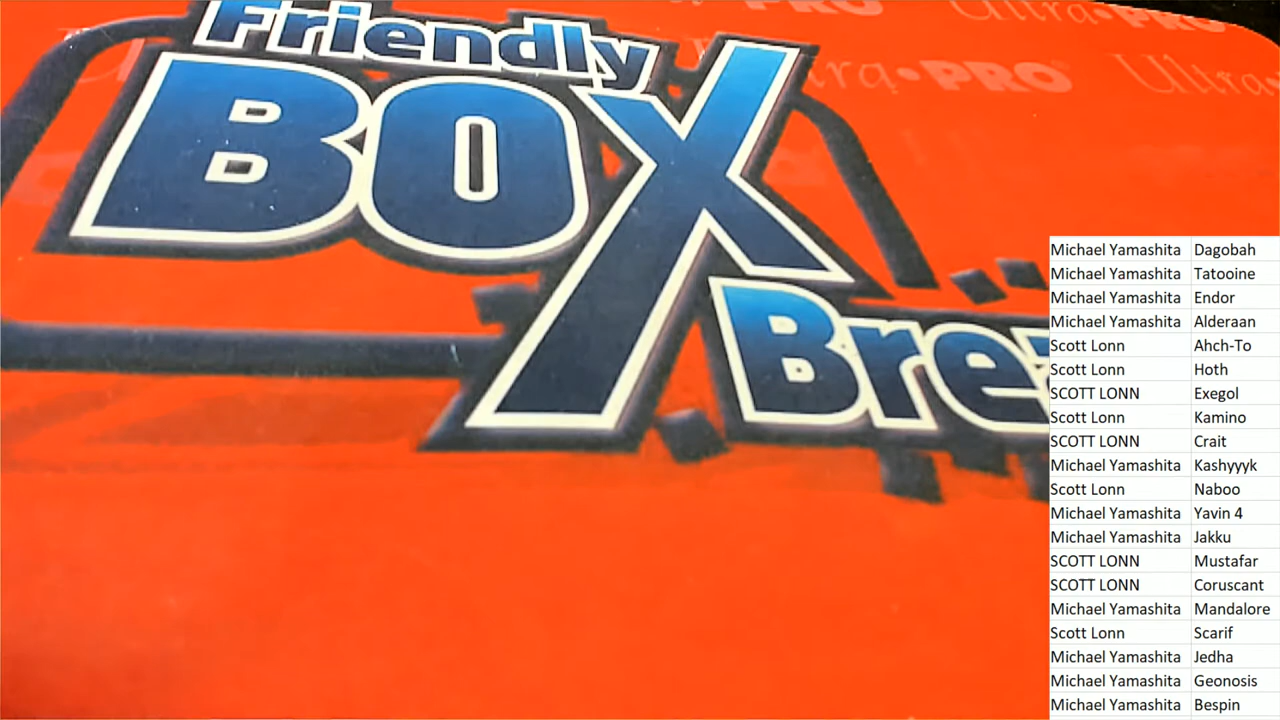 Friendly
BOX
Bre
Ultra•PRO
Ultra
Michael Yamashita Dagobah
Michael Yamashita Tatooine
Michael Yamashita Endor
Michael Yamashita Alderaan
Scott Lonn Ahch-To
Scott Lonn Hoth
SCOTT LONN Exegol
Scott Lonn Kamino
SCOTT LONN Crait
Michael Yamashita Kashyyyk
Scott Lonn Naboo
Michael Yamashita Yavin 4
Michael Yamashita Jakku
SCOTT LONN Mustafar
SCOTT LONN Coruscant
Michael Yamashita Mandalore
Scott Lonn Scarif
Michael Yamashita Jedha
Michael Yamashita Geonosis
Michael Yamashita Bespin